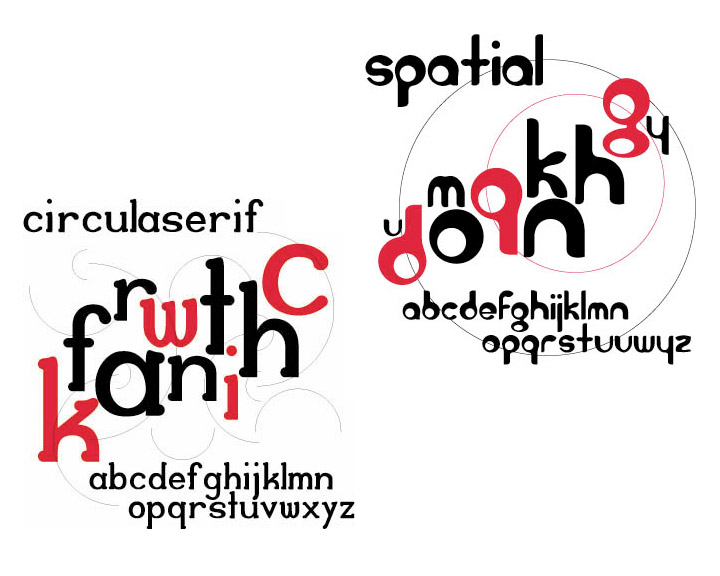 spatial
g y
k h
m q n
u d o
abcdefghijklmn
opqrstuvwyz
circulaserif
c
r w t h
f a n i
k
abcdefghijklmn
opqrstuvwxyz